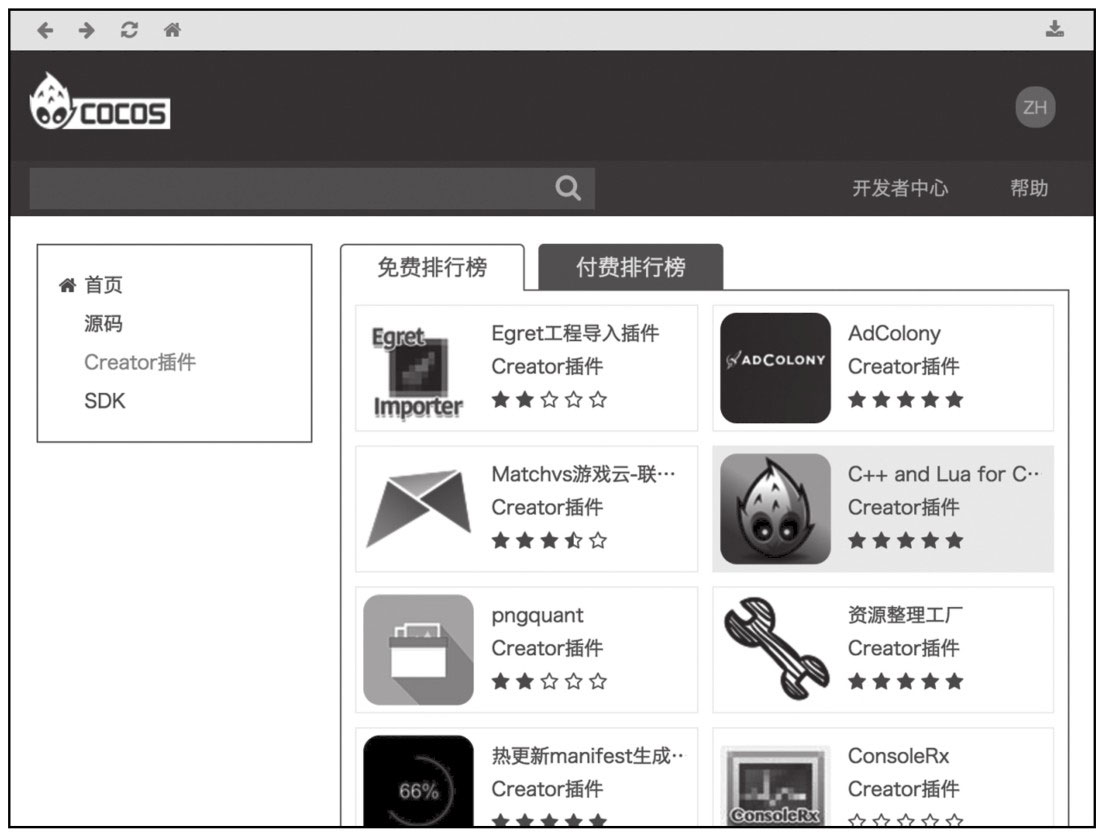 COCOS
ZH
开发者中心 帮助
首页
源码
Creator插件
SDK
免费排行榜 付费排行榜
Egret
Importer
Egret工程导入插件
Creator插件
ADCOLONY
AdColony
Creator插件
Matchvs游戏云-联···
Creator插件
C++ and Lua for C··
Creator插件
pngquant
Creator插件
资源整理工厂
Creator插件
66%
热更新manifest生成··
Creator插件
ConsoleRx
ConsoleRx
Creator插件